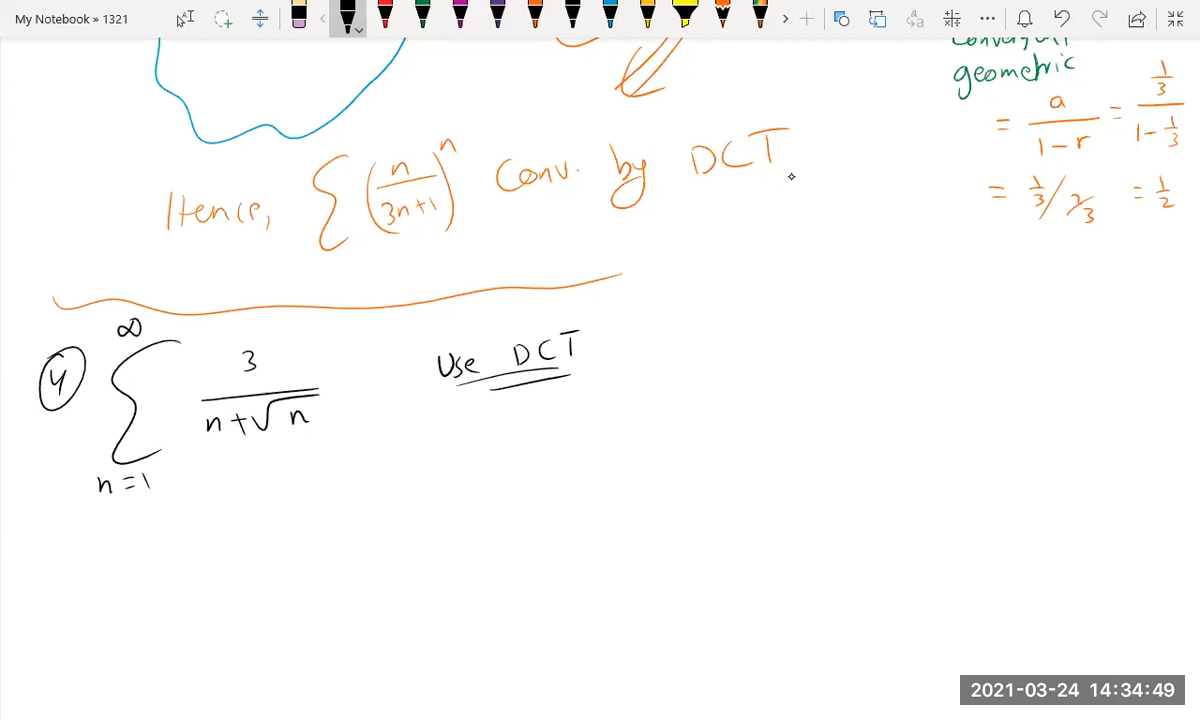 My Notebook » 1321
convergent
geometric
= a/(1-r) = (1/3)/(1-1/3)
= 1/3 / 2/3 = 1/2
Hence, Σ (n/(3n+1))^n Conv. by DCT
④ ∞ Σ n=1 3/(n+√n) Use DCT
2021-03-24 14:34:49